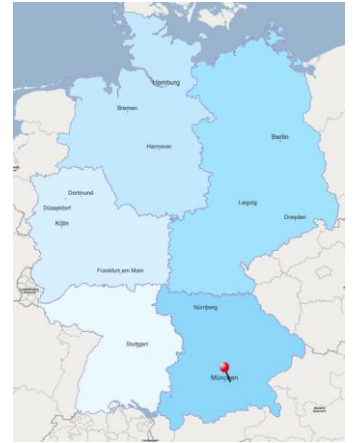 Hamburg
Bremen
Berlin
Hannover
Dortmund
Düsseldorf
Leipzig
Köln
Dresden
Frankfurt am Main
Nürnberg
Stuttgart
München